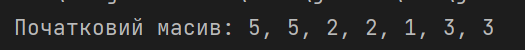 Початковий масив: 5, 5, 2, 2, 1, 3, 3